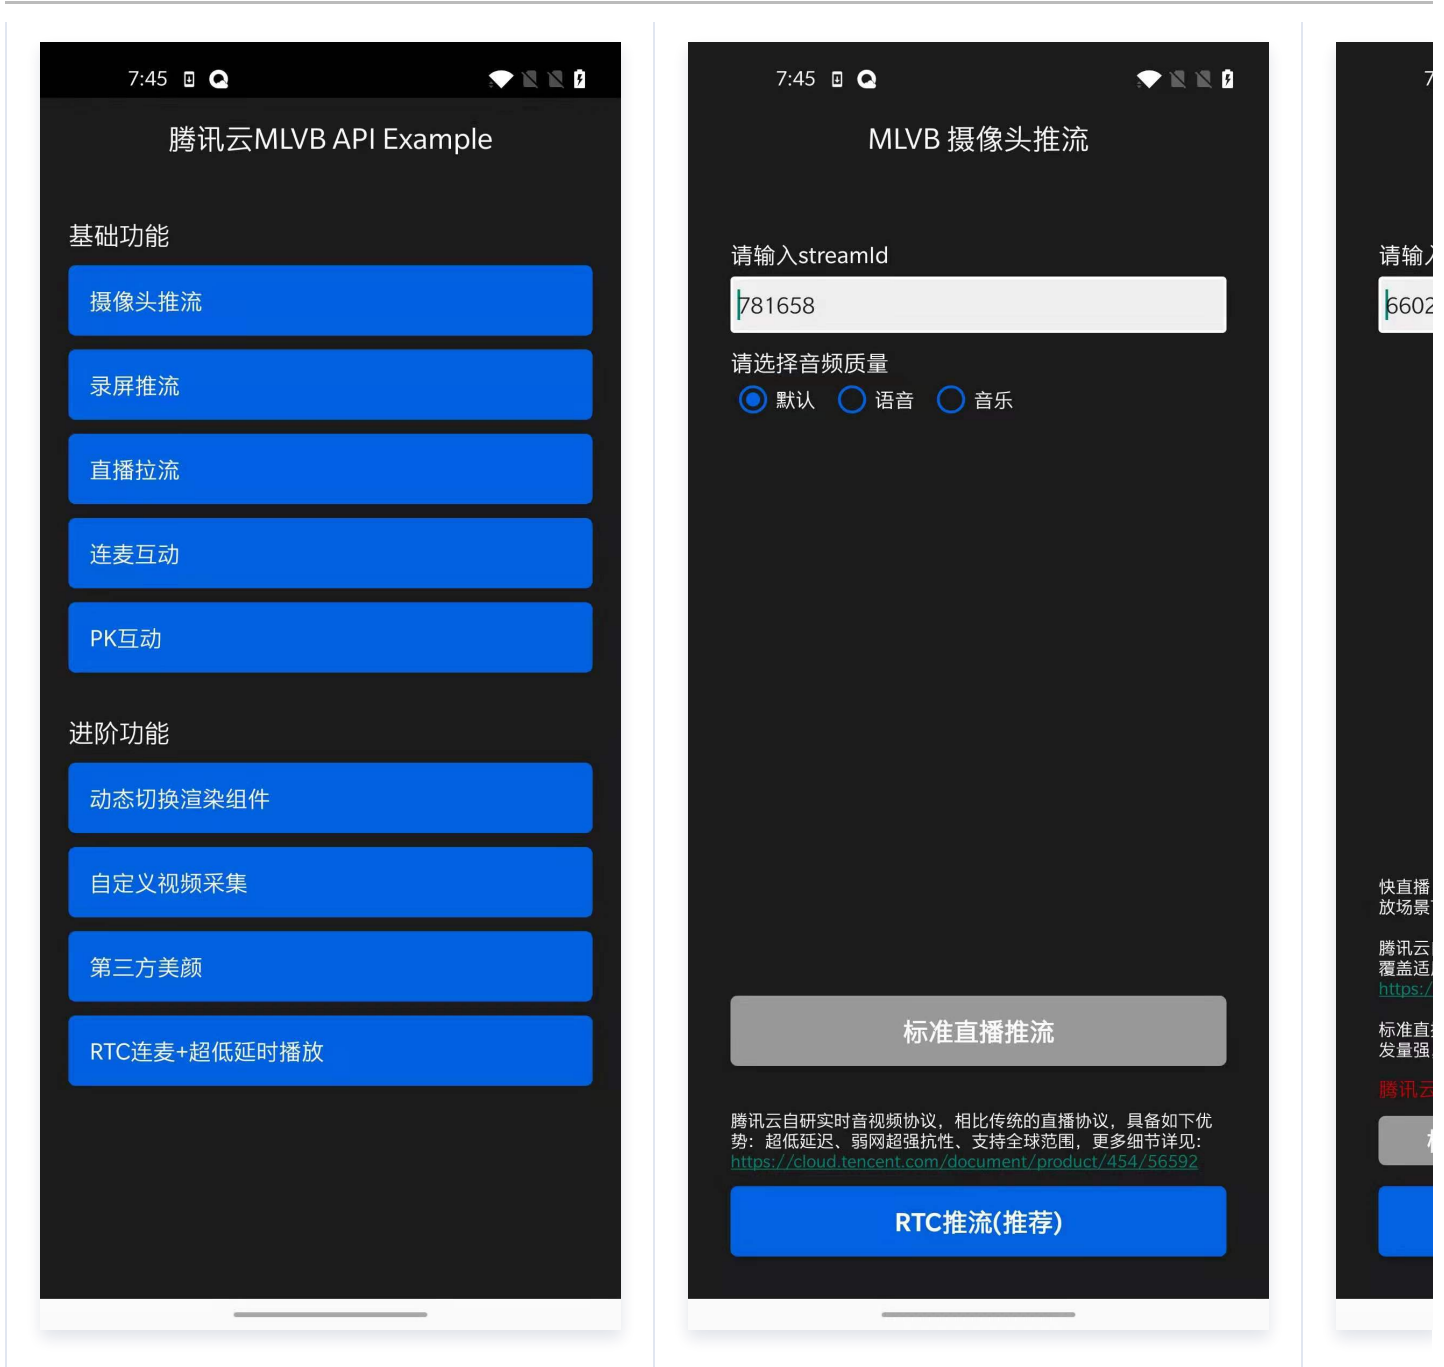 7:45
腾讯云MLVB API Example
基础功能
摄像头推流
录屏推流
直播拉流
连麦互动
PK互动
进阶功能
动态切换渲染组件
自定义视频采集
第三方美颜
RTC连麦+超低延时播放
7:45
MLVB 摄像头推流
请输入streamId
781658
请选择音频质量
默认 语音 音乐
标准直播推流
腾讯云自研实时音视频协议，相比传统的直播协议，具备如下优
势：超低延迟、弱网超强抗性、支持全球范围，更多细节详见：
https://cloud.tencent.com/document/product/454/56592
RTC推流(推荐)
7
请输入
6602
快直播
放场景
腾讯云
覆盖适
https:/
标准直
发量强
腾讯云